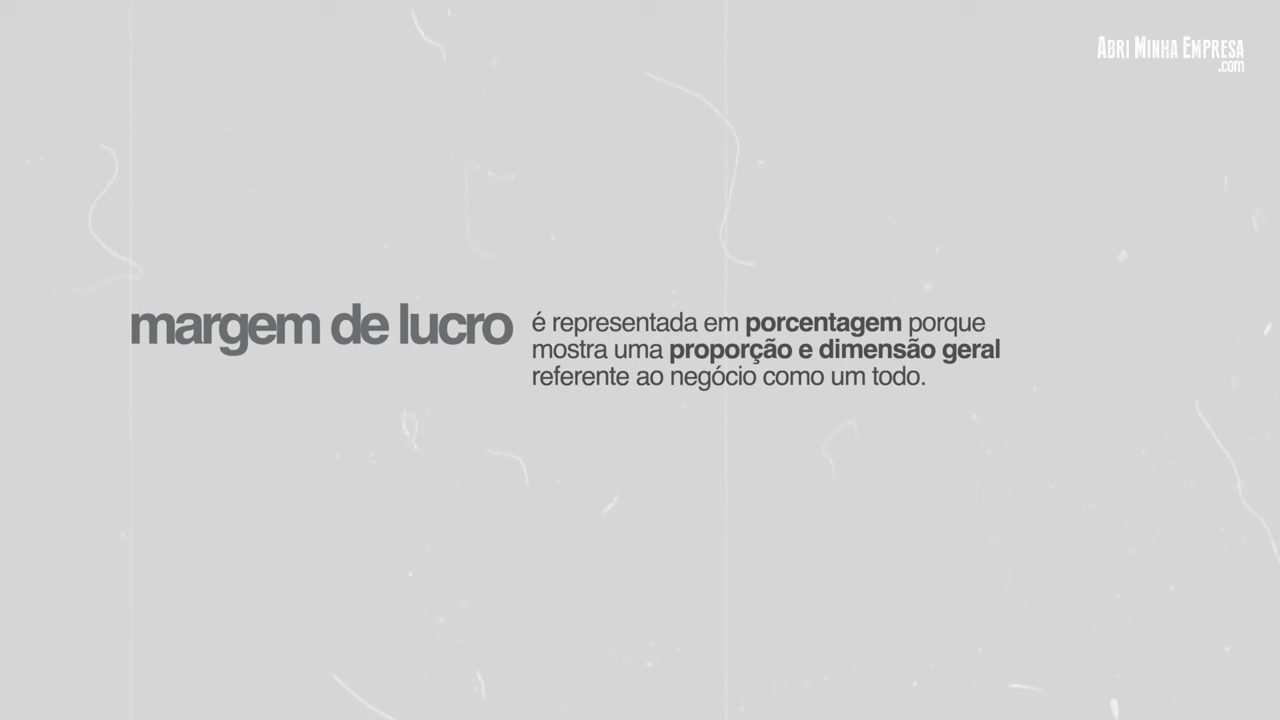 ABRI MINHA EMPRESA
.com
margem de lucro é representada em porcentagem porque
mostra uma proporção e dimensão geral
referente ao negócio como um todo.